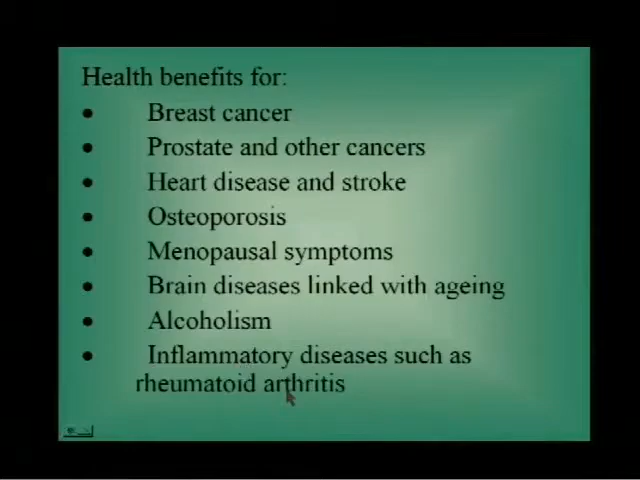 Health benefits for:
• Breast cancer
• Prostate and other cancers
• Heart disease and stroke
• Osteoporosis
• Menopausal symptoms
• Brain diseases linked with ageing
• Alcoholism
• Inflammatory diseases such as
rheumatoid arthritis